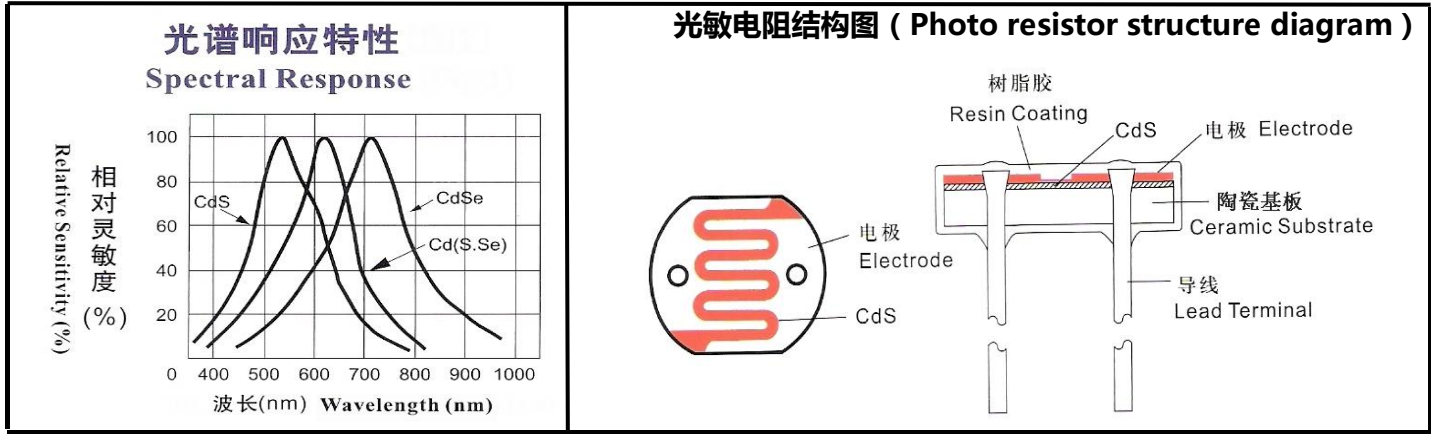 光谱响应特性
Spectral Response
Relative Sensitivity (%)
相对灵敏度
(%)
100
80
60
40
20
CdS
CdSe
Cd(S.Se)
0 400 500 600 700 800 900 1000
波长(nm) Wavelength (nm)
光敏电阻结构图 ( Photo resistor structure diagram )
电极
Electrode
CdS
树脂胶
Resin Coating
CdS
电极 Electrode
陶瓷基板
Ceramic Substrate
导线
Lead Terminal